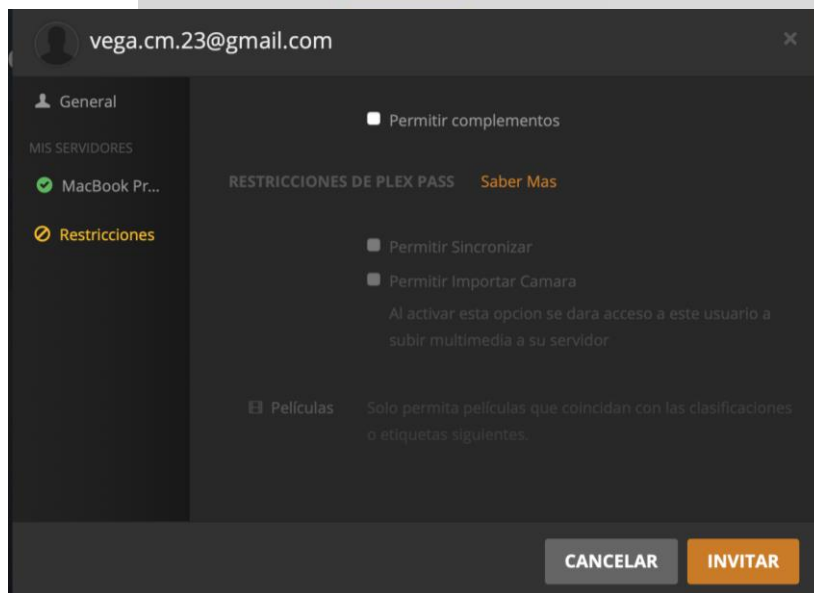 vega.cm.23@gmail.com
General
MIS SERVIDORES
MacBook Pr...
Restricciones
Permitir complementos
RESTRICCIONES DE PLEX PASS Saber Mas
Permitir Sincronizar
Permitir Importar Camara
Al activar esta opcion se dara acceso a este usuario a
subir multimedia a su servidor
Películas
Solo permita películas que coincidan con las clasificaciones
o etiquetas siguientes.
CANCELAR
INVITAR